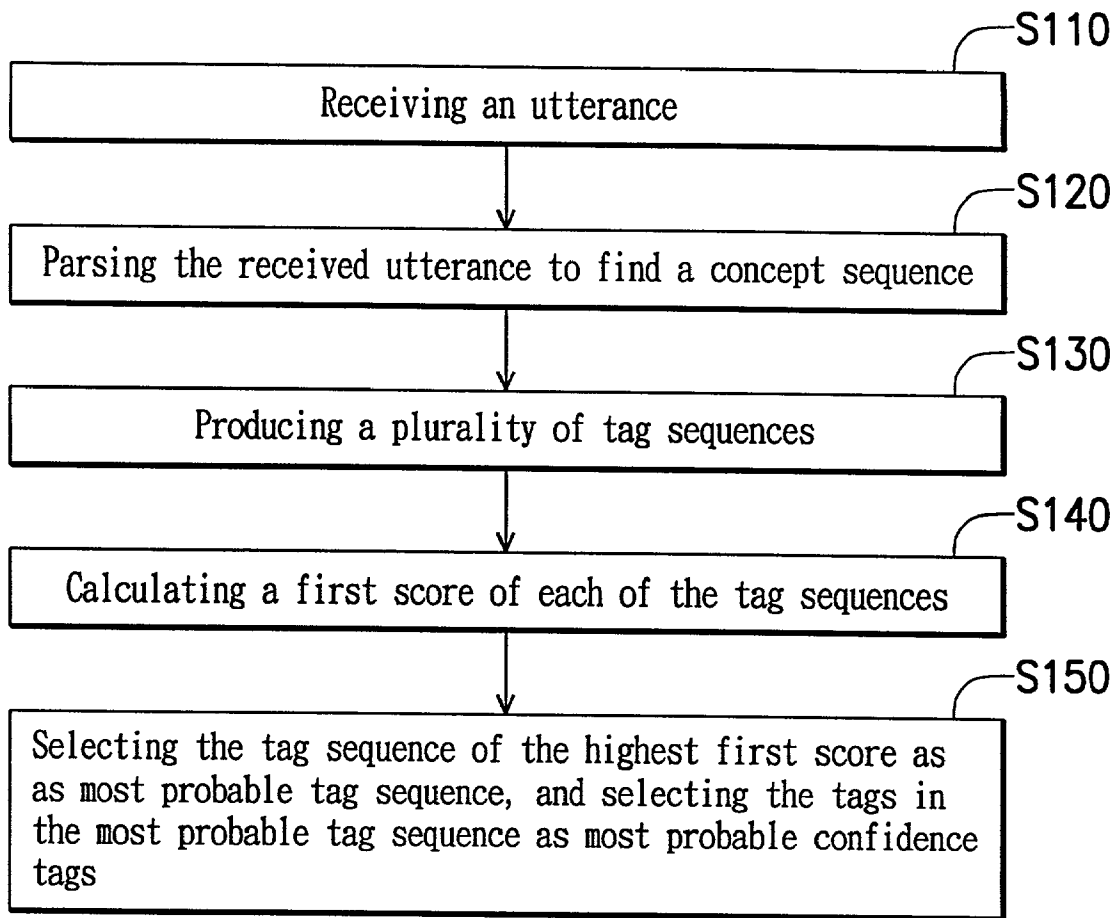 S110
Receiving an utterance
S120
Parsing the received utterance to find a concept sequence
S130
Producing a plurality of tag sequences
S140
Calculating a first score of each of the tag sequences
S150
Selecting the tag sequence of the highest first score as
as most probable tag sequence, and selecting the tags in
the most probable tag sequence as most probable confidence
tags